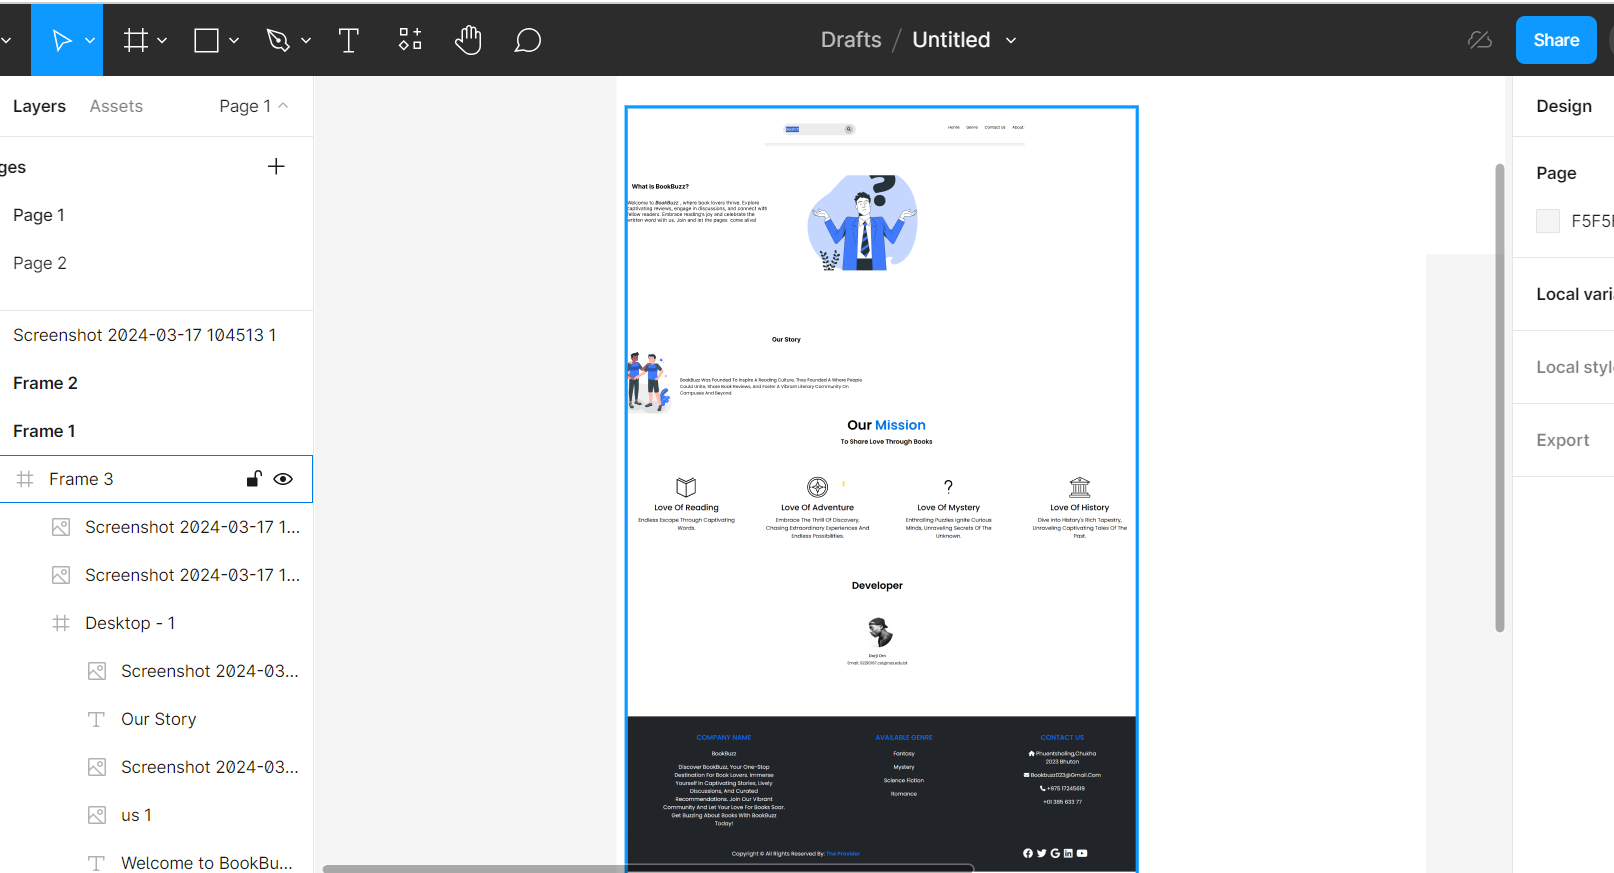 Drafts / Untitled
Share
Layers
Assets
Page 1
ges
Page 1
Page 2
Screenshot 2024-03-17 104513 1
Frame 2
Frame 1
Frame 3
Screenshot 2024-03-17 1...
Screenshot 2024-03-17 1...
Desktop - 1
Screenshot 2024-03...
Our Story
Screenshot 2024-03...
us 1
Welcome to BookBu...
Search
Home Genre Contact Us About
What is BookBuzz?
Welcome to BookBuzz , where book lovers thrive. Explore
captivating reviews, engage in discussions, and connect with
fellow readers. Embrace reading's joy and celebrate the
written word with us. Join and let the pages come alive!
Our Story
BookBuzz Was Founded To Inspire A Reading Culture, They Founded A Where People
Could Unite, Share Book Reviews, And Foster A Vibrant Literary Community On
Campuses And Beyond.
Our Mission
To Share Love Through Books
Love Of Reading
Endless Escape Through Captivating
Words.
Love Of Adventure
Embrace The Thrill Of Discovery,
Chasing Extraordinary Experiences And
Endless Possibilities.
?
Love Of Mystery
Enthralling Puzzles Ignite Curious
Minds, Unraveling Secrets Of The
Unknown.
Love Of History
Dive Into History's Rich Tapestry,
Unraveling Captivating Tales Of The
Past.
Developer
Darji Om
COMPANY NAME
BookBuzz
Discover BookBuzz, Your One-Stop
Destination For Book Lovers. Immerse
Yourself In Captivating Stories, Lively
Discussions, And Curated
Recommendations. Join Our Vibrant
Community And Let Your Love For Books Soar.
Get Buzzing About Books With BookBuzz
Today!
AVAILABLE GENRE
Fantasy
Mystery
Science Fiction
Romance
CONTACT US
Phuentsholing,Chukha
2023 Bhutan
Bookbuzz023@Gmail.Com
+975 17245619
+01 385 633 77
Copyright © All Rights Reserved By: The Provider
Design
Page
F5F5F
Local vari
Local style
Export